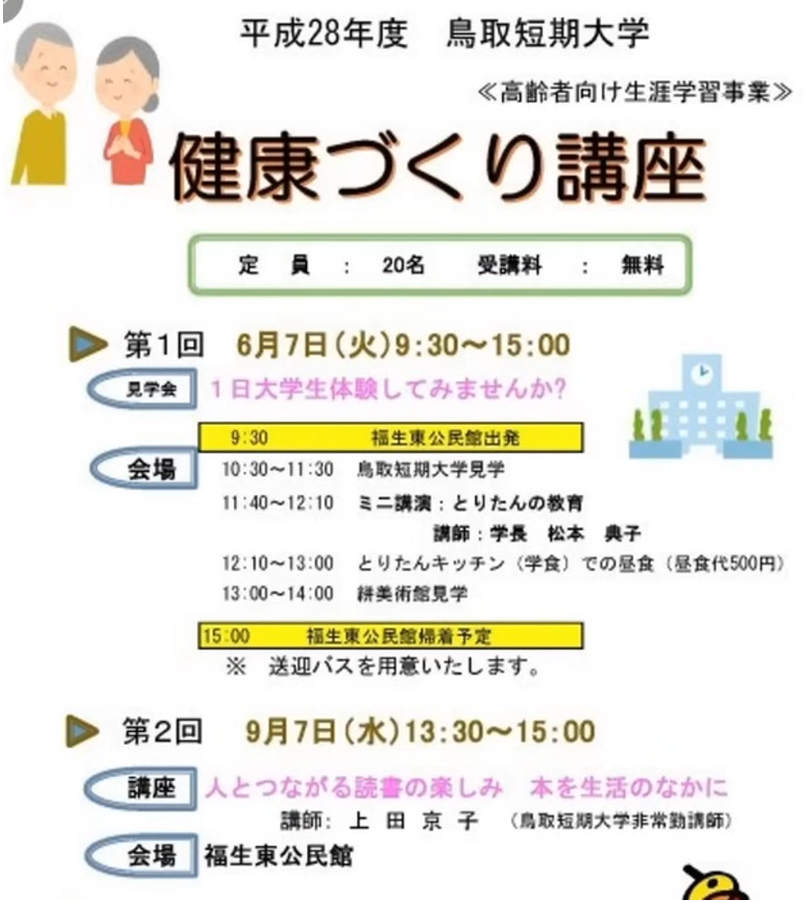 平成28年度　鳥取短期大学
≪高齢者向け生涯学習事業≫
健康づくり講座
定　員　：　20名　　受講料　：　無料
第1回　6月7日(火)9:30～15:00
見学会　1日大学生体験してみませんか?
9:30　福生東公民館出発
会場　10:30～11:30　鳥取短期大学見学
11:40～12:10　ミニ講演：とりたんの教育
講師：学長　松本　典子
12:10～13:00　とりたんキッチン（学食）での昼食（昼食代500円）
13:00～14:00　絣美術館見学
15:00　福生東公民館帰着予定
※　送迎バスを用意いたします。
第2回　9月7日(水)13:30～15:00
講座　人とつながる読書の楽しみ　本を生活のなかに
講師:　上　田　京　子　（鳥取短期大学非常勤講師）
会場　福生東公民館